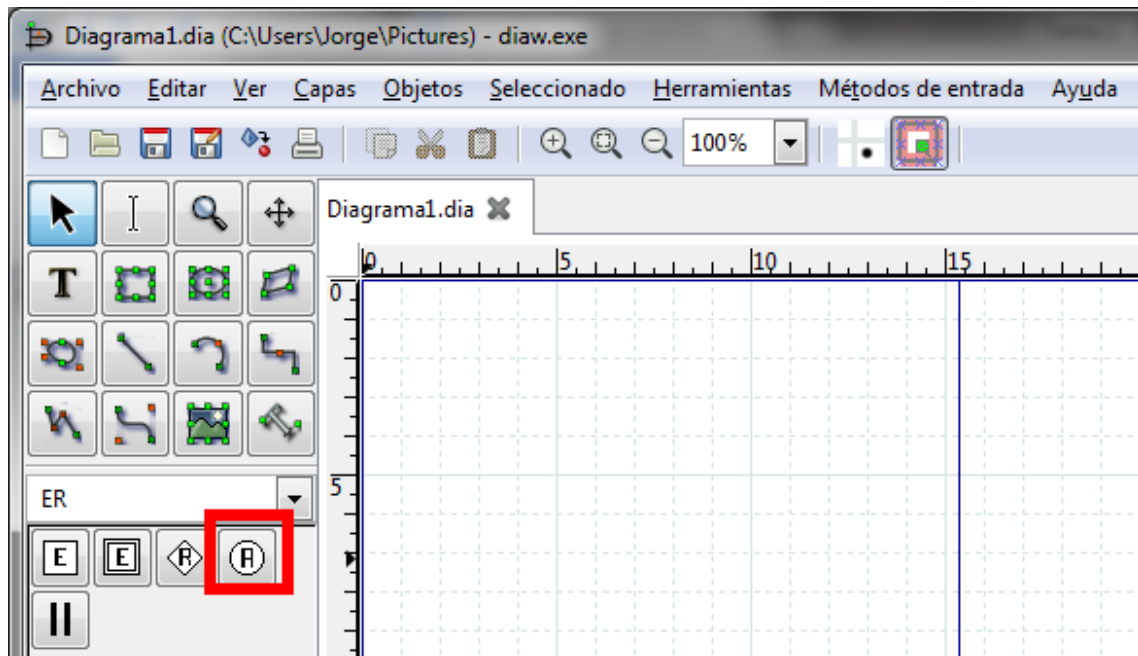 Diagrama1.dia (C:\Users\Jorge\Pictures) - diaw.exe
Archivo Editar Ver Capas Objetos Seleccionado Herramientas Métodos de entrada Ayuda
100%
Diagrama1.dia
T
0 5 10 15
0
5
ER
E E R A